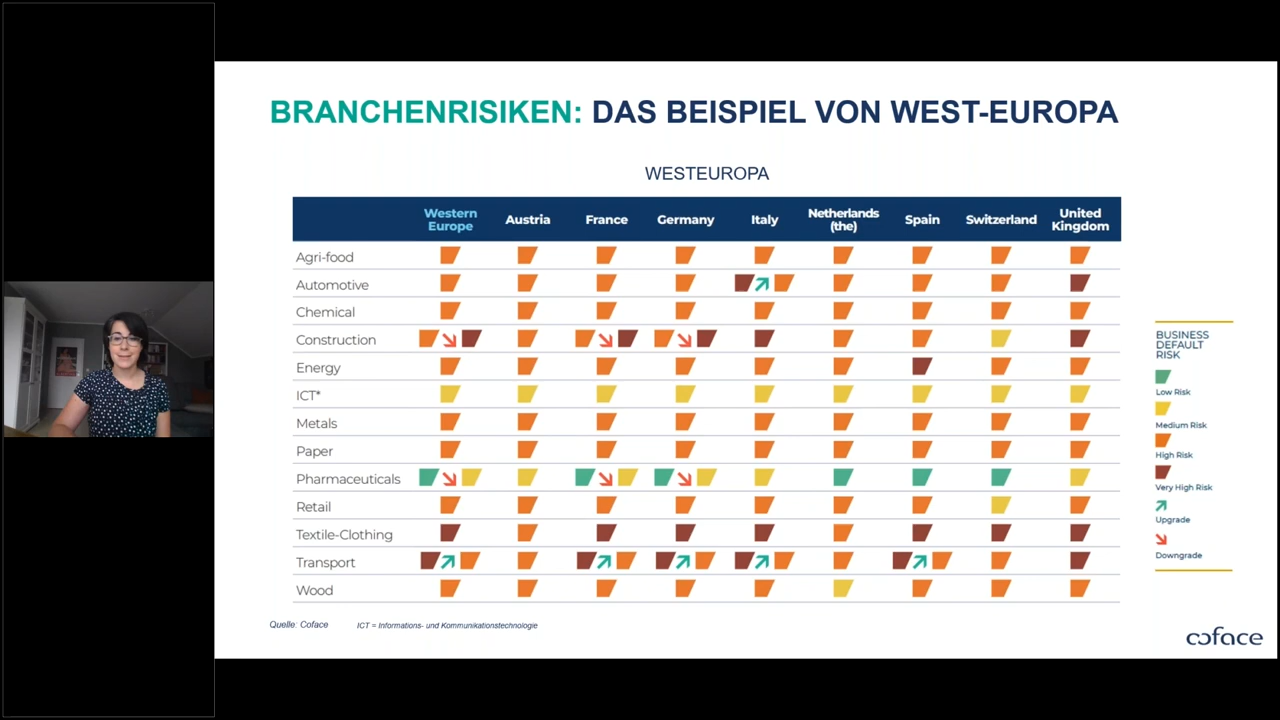 BRANCHENRISIKEN: DAS BEISPIEL VON WEST-EUROPA
WESTEUROPA
Western Europe
Austria
France
Germany
Italy
Netherlands (the)
Spain
Switzerland
United Kingdom
Agri-food
Automotive
Chemical
Construction
Energy
ICT*
Metals
Paper
Pharmaceuticals
Retail
Textile-Clothing
Transport
Wood
BUSINESS
DEFAULT
RISK
Low Risk
Medium Risk
High Risk
Very High Risk
Upgrade
Downgrade
Quelle: Coface
ICT = Informations- und Kommunikationstechnologie
coface